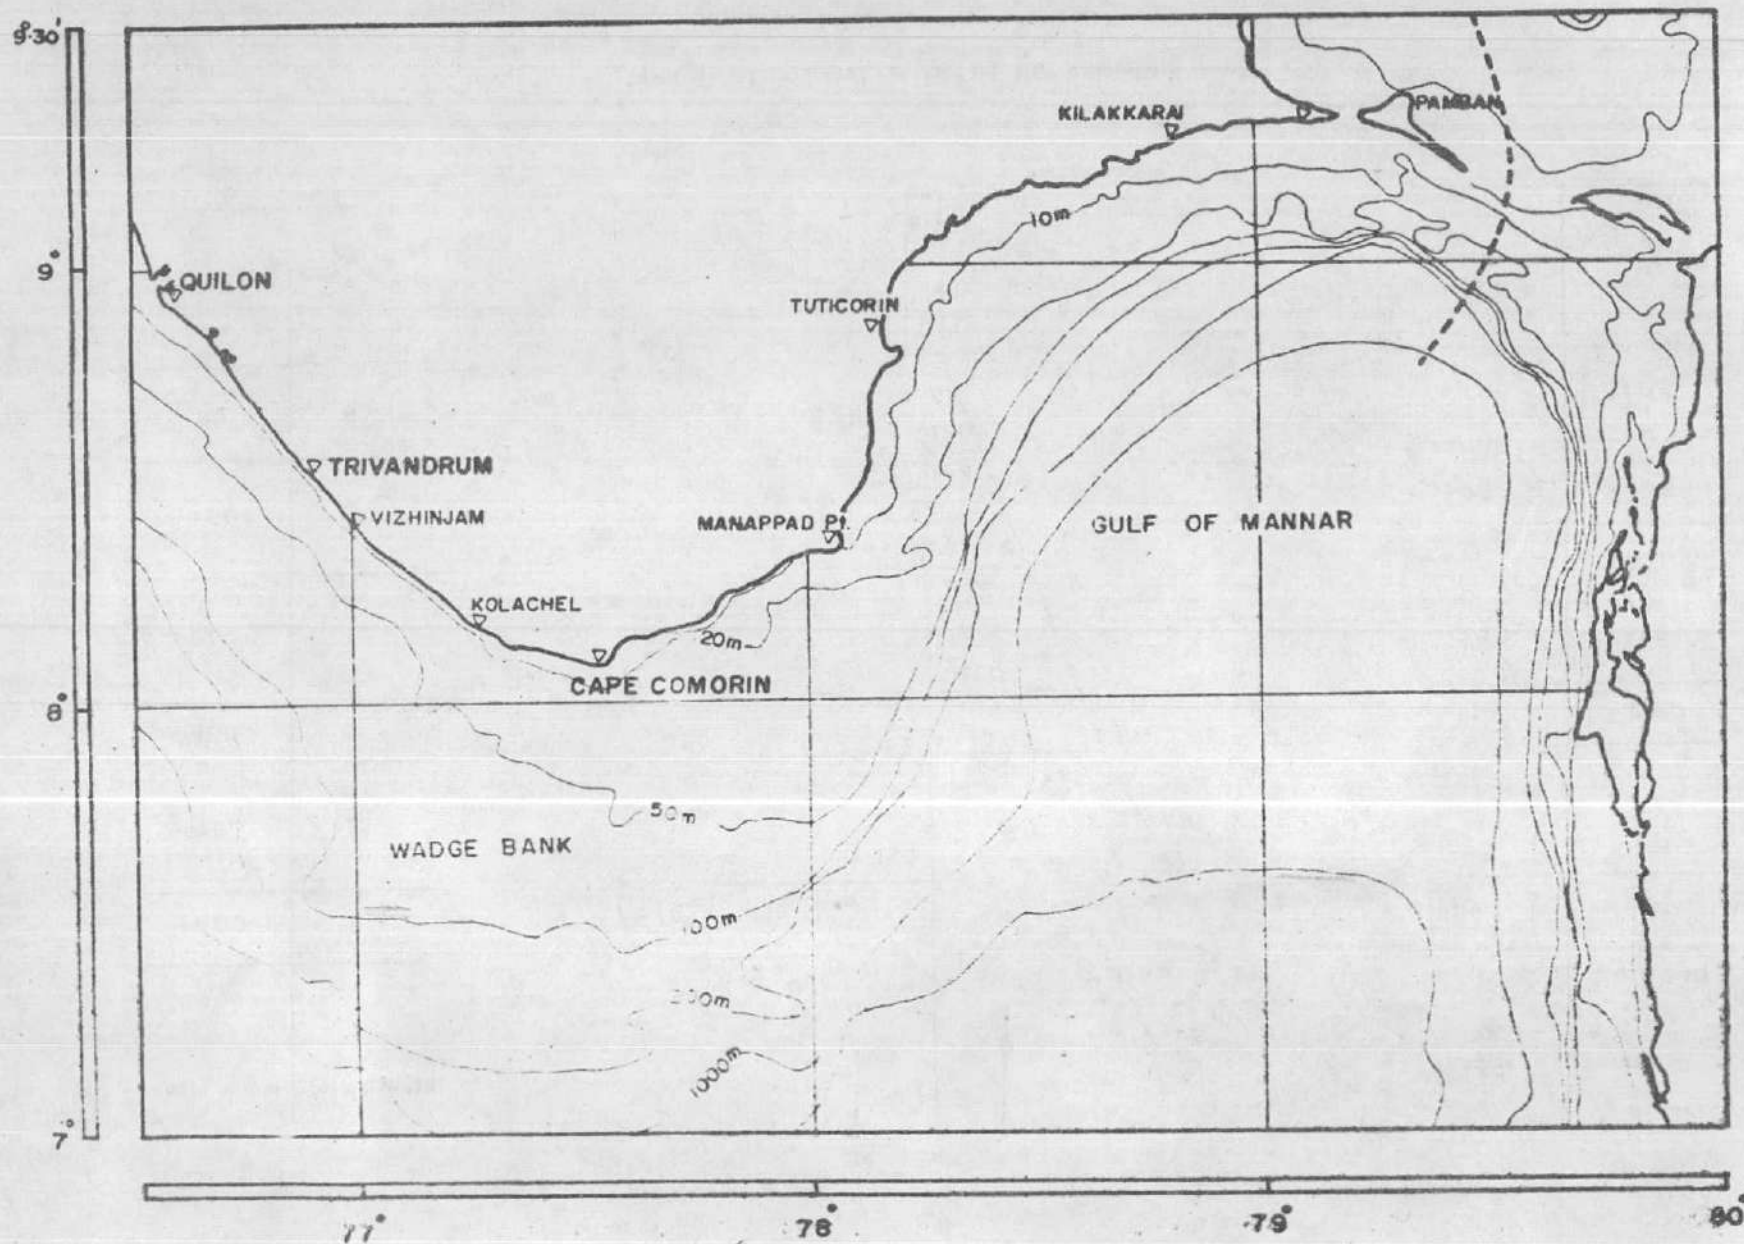 9°30'
KILAKKARAI
PAMBAN
10m
9°
QUILON
TUTICORIN
TRIVANDRUM
VIZHINJAM
MANAPPAD Pt.
GULF OF MANNAR
KOLACHEL
20m
CAPE COMORIN
8°
50m
WADGE BANK
100m
200m
1000m
7°
77°
78°
79°
80°